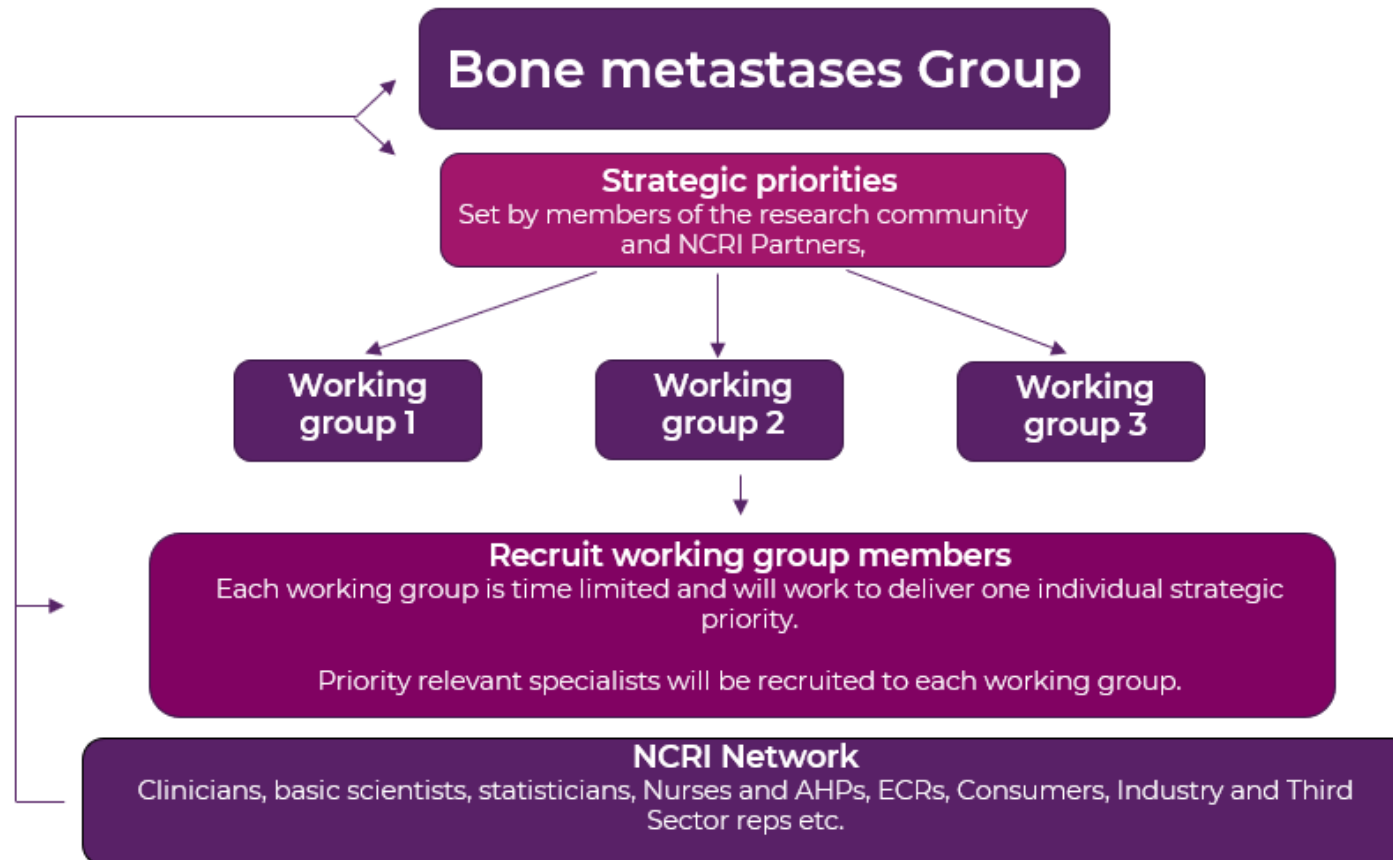 Bone metastases Group
Strategic priorities
Set by members of the research community
and NCRI Partners,
Working
group 1
Working
group 2
Working
group 3
Recruit working group members
Each working group is time limited and will work to deliver one individual strategic
priority.
Priority relevant specialists will be recruited to each working group.
NCRI Network
Clinicians, basic scientists, statisticians, Nurses and AHPs, ECRs, Consumers, Industry and Third
Sector reps etc.